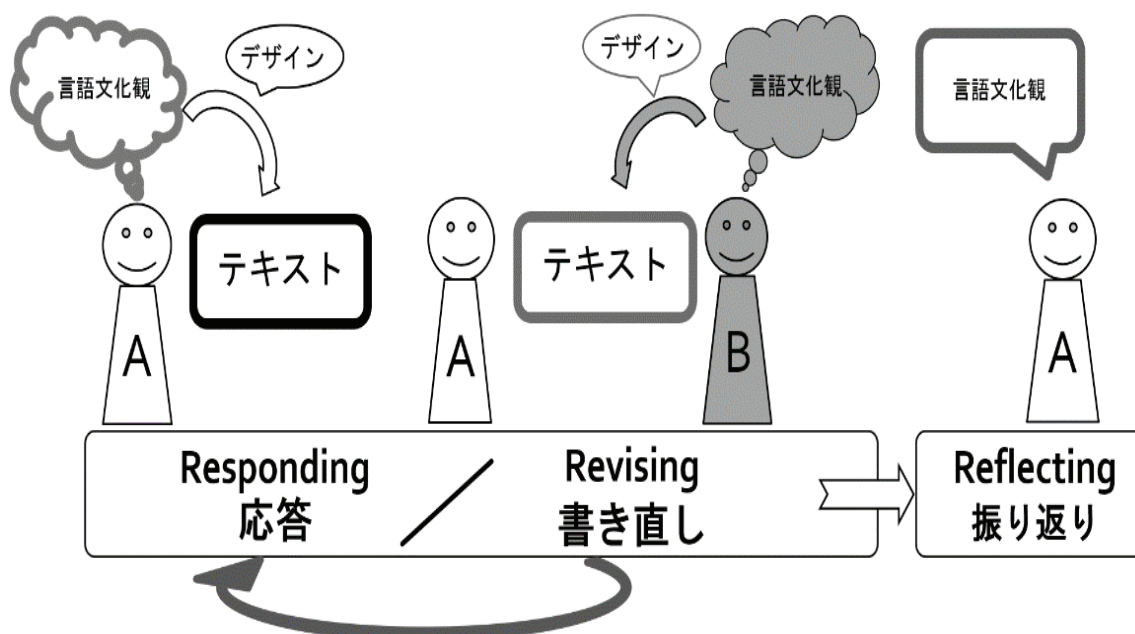 言語文化観
デザイン
デザイン
言語文化観
言語文化観
テキスト
テキスト
A
A
B
A
Responding
応答
/
Revising
書き直し
Reflecting
振り返り